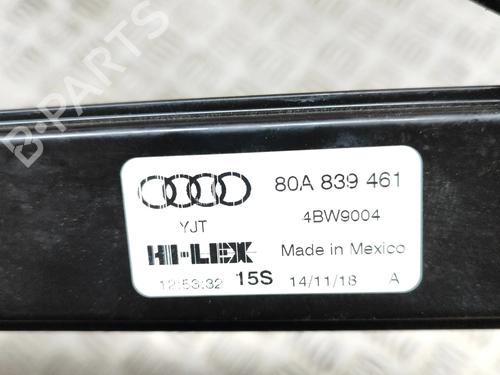 B-PARTS
80A 839 461
YJT
4BW9004
HI-LEX
Made in Mexico
12:53:32 15S 14/11/18 A